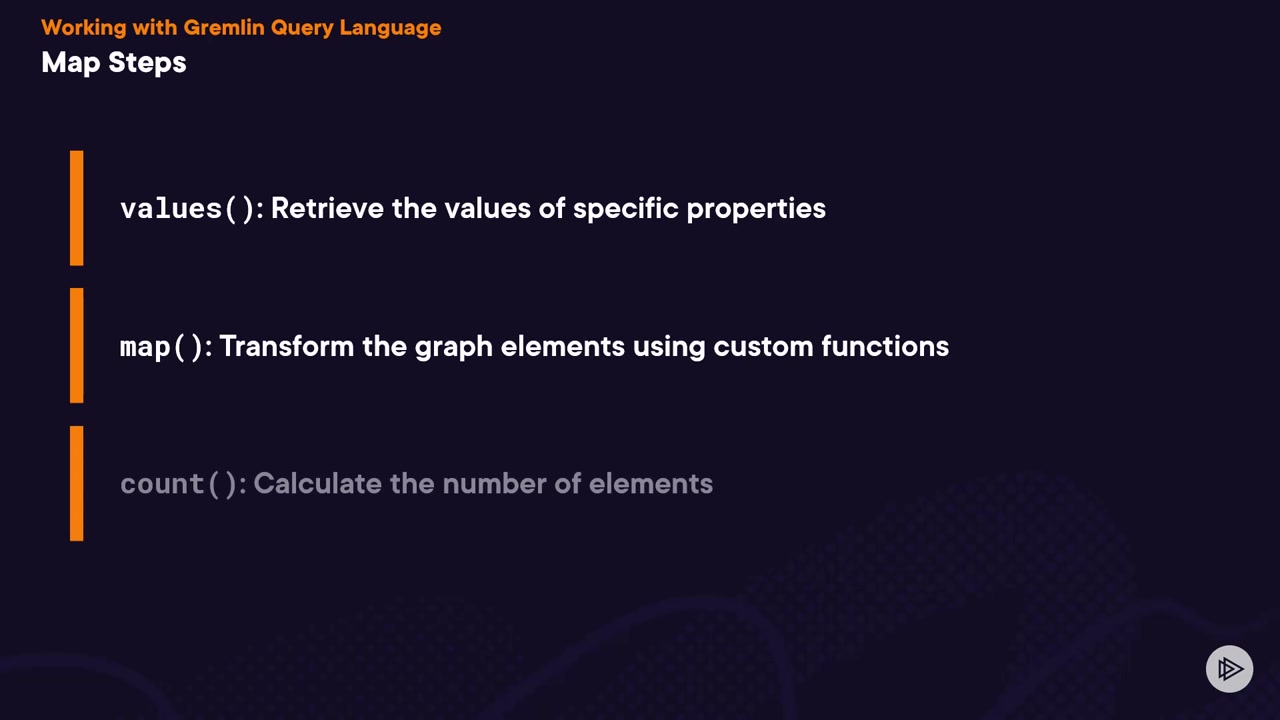 Working with Gremlin Query Language
Map Steps
values(): Retrieve the values of specific properties
map(): Transform the graph elements using custom functions
count(): Calculate the number of elements